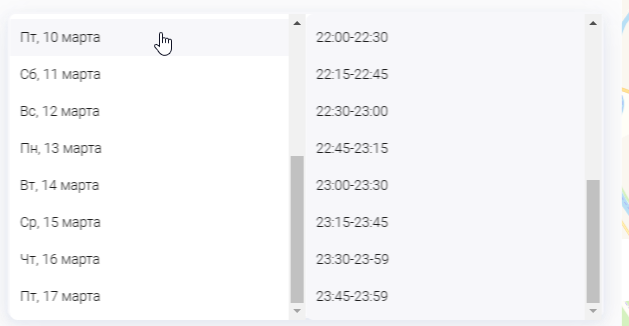 Пт, 10 марта
Сб, 11 марта
Вс, 12 марта
Пн, 13 марта
Вт, 14 марта
Ср, 15 марта
Чт, 16 марта
Пт, 17 марта
22:00-22:30
22:15-22:45
22:30-23:00
22:45-23:15
23:00-23:30
23:15-23:45
23:30-23-59
23:45-23:59